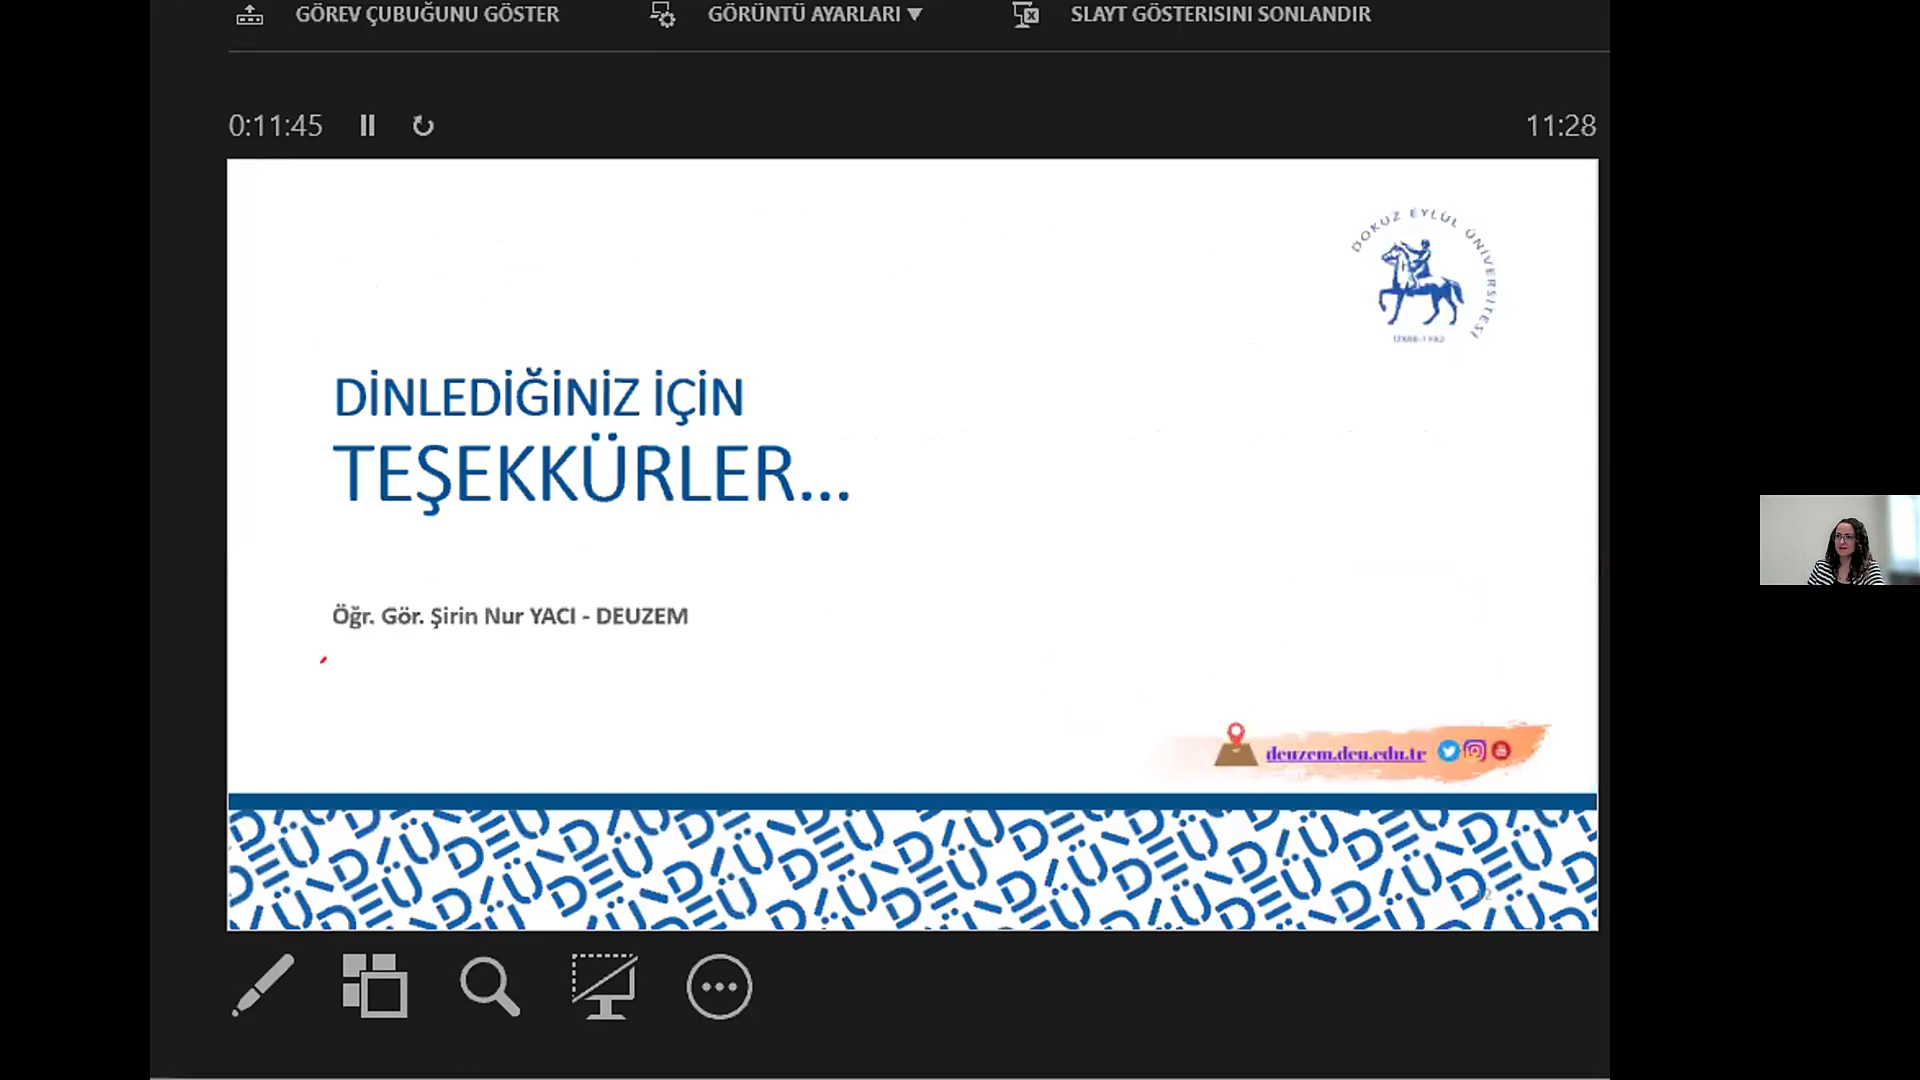 GÖREV ÇUBUĞUNU GÖSTER
GÖRÜNTÜ AYARLARI
SLAYT GÖSTERISINI SONLANDIR
0:11:45
11:28
DOKUZ EYLÜL ÜNİVERSİTESİ
DİNLEDİĞİNİZ İÇİN
TEŞEKKÜRLER...
Öğr. Gör. Şirin Nur YACI - DEUZEM
deuzem.deu.edu.tr